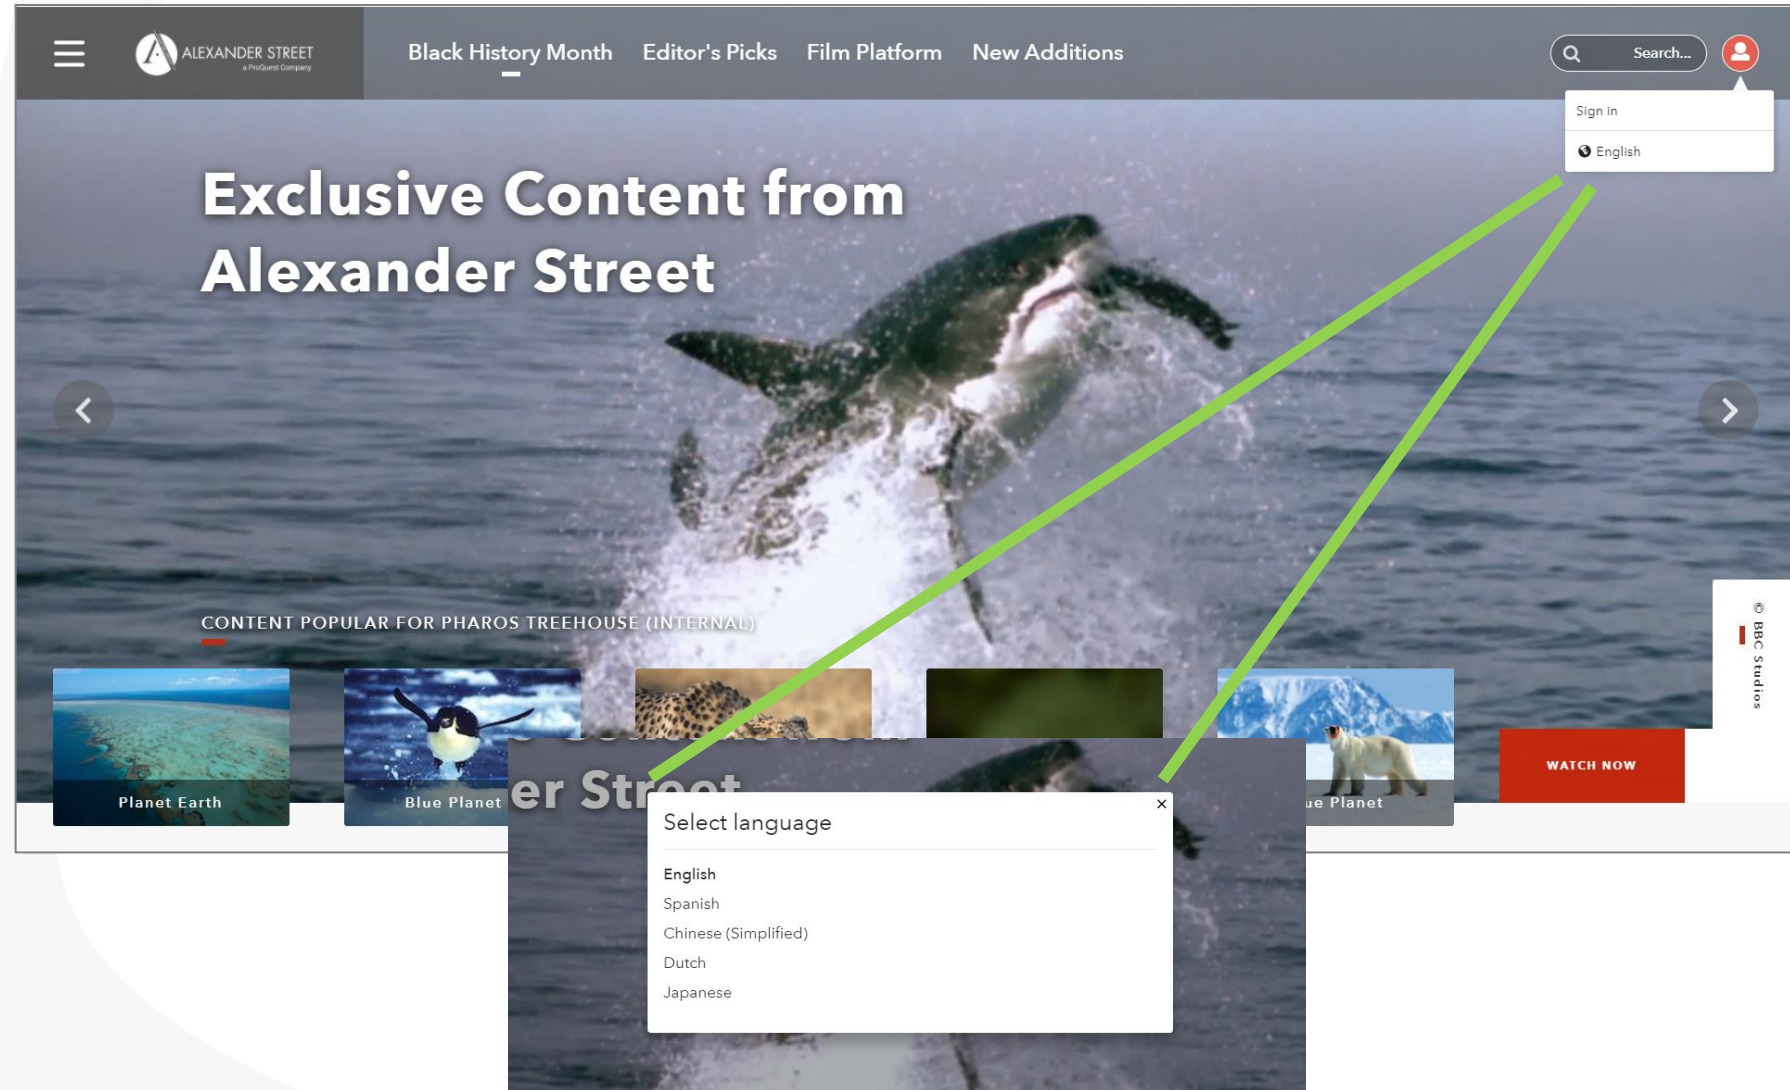 ALEXANDER STREET
a ProQuest Company
Black History Month
Editor's Picks
Film Platform
New Additions
Search...
Sign in
English
Exclusive Content from
Alexander Street
CONTENT POPULAR FOR PHAROS TREEHOUSE (INTERNAL)
© BBC Studios
WATCH NOW
Planet Earth
Blue Planet
ue Planet
er Street
Select language
English
Spanish
Chinese (Simplified)
Dutch
Japanese